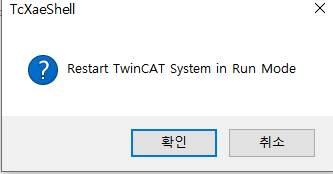 TcXaeShell
Restart TwinCAT System in Run Mode
확인
취소